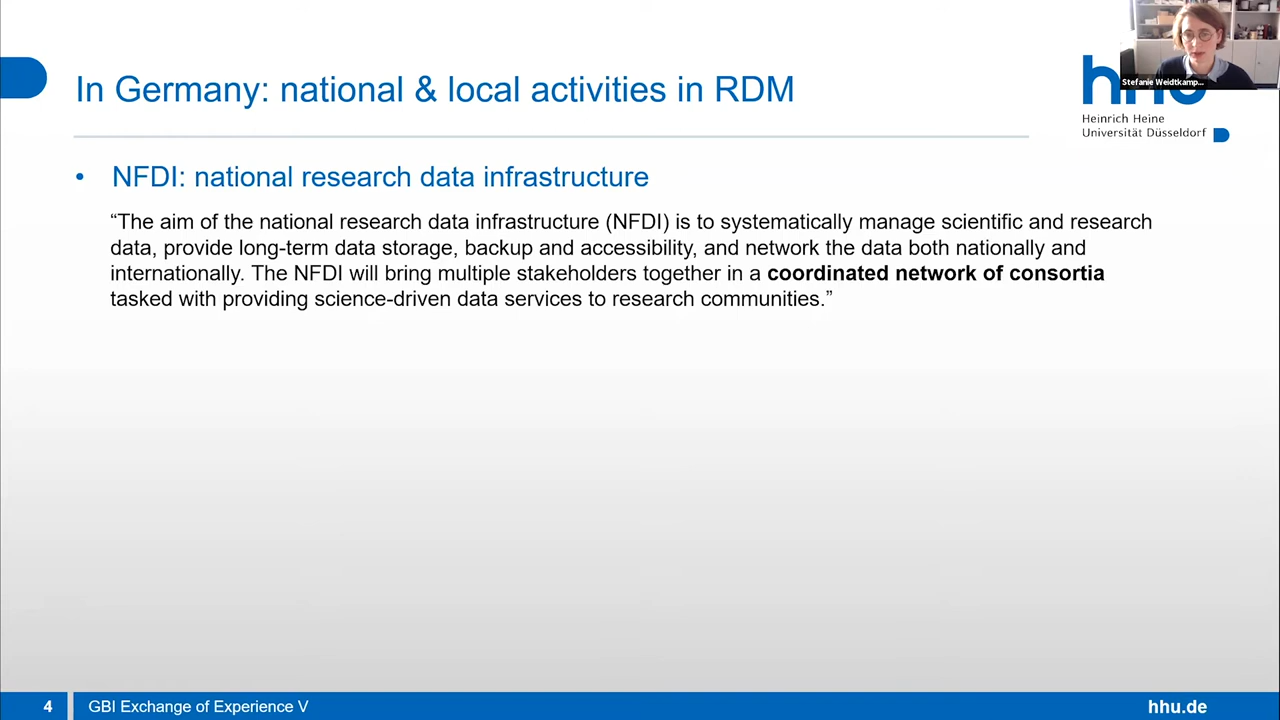 Stefanie Weidtkamp...
In Germany: national & local activities in RDM
Heinrich Heine
Universität Düsseldorf
• NFDI: national research data infrastructure
“The aim of the national research data infrastructure (NFDI) is to systematically manage scientific and research
data, provide long-term data storage, backup and accessibility, and network the data both nationally and
internationally. The NFDI will bring multiple stakeholders together in a coordinated network of consortia
tasked with providing science-driven data services to research communities.”
4
GBI Exchange of Experience V
hhu.de